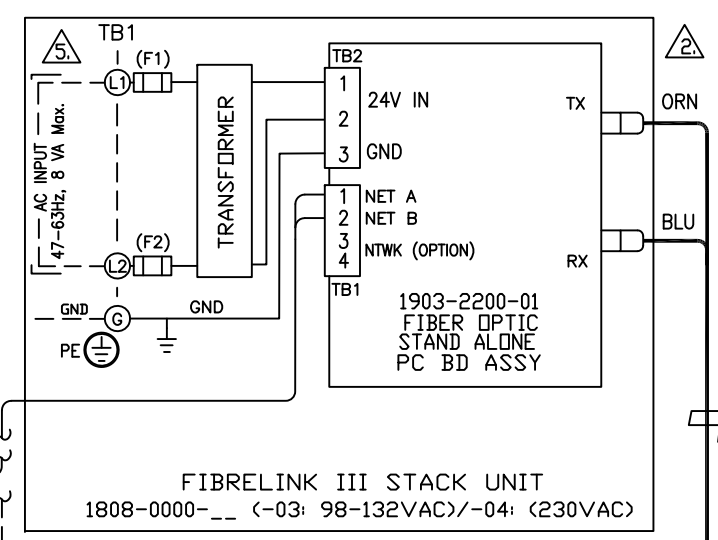 5.
TB1
(F1)
L1
AC INPUT
47-63Hz, 8 VA Max.
TRANSFORMER
(F2)
L2
GND
G
GND
PE
TB2
1
24V IN
2
3
GND
1
NET A
2
NET B
3
NTWK (OPTION)
4
TB1
TX
RX
1903-2200-01
FIBER OPTIC
STAND ALONE
PC BD ASSY
2.
ORN
BLU
FIBRELINK III STACK UNIT
1808-0000-__ (-03: 98-132VAC)/-04: (230VAC)